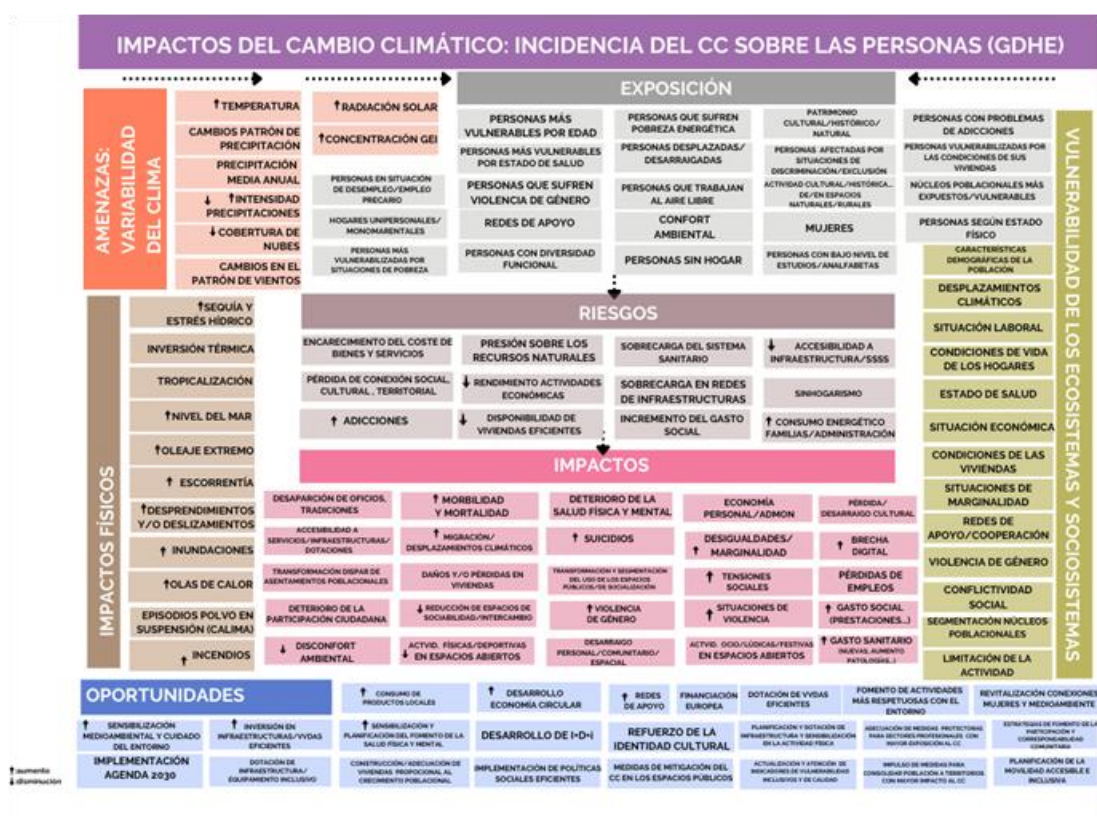 IMPACTOS DEL CAMBIO CLIMÁTICO: INCIDENCIA DEL CC SOBRE LAS PERSONAS (GDHE)
AMENAZAS:
VARIABILIDAD
DEL CLIMA
↑TEMPERATURA
CAMBIOS PATRÓN DE
PRECIPITACIÓN
PRECIPITACIÓN
MEDIA ANUAL
↓ ↑INTENSIDAD
PRECIPITACIONES
↓COBERTURA DE
NUBES
CAMBIOS EN EL
PATRÓN DE VIENTOS
↑RADIACIÓN SOLAR
↑CONCENTRACIÓN GEI
EXPOSICIÓN
PERSONAS EN SITUACIÓN
DE DESEMPLEO/EMPLEO
PRECARIO
HOGARES UNIPERSONALES/
MONOMARENTALES
PERSONAS MÁS
VULNERABILIZADAS POR
SITUACIONES DE POBREZA
PERSONAS MÁS
VULNERABLES POR EDAD
PERSONAS MÁS VULNERABLES
POR ESTADO DE SALUD
PERSONAS QUE SUFREN
VIOLENCIA DE GÉNERO
REDES DE APOYO
PERSONAS CON DIVERSIDAD
FUNCIONAL
PERSONAS QUE SUFREN
POBREZA ENERGÉTICA
PERSONAS DESPLAZADAS/
DESARRAIGADAS
PERSONAS QUE TRABAJAN
AL AIRE LIBRE
CONFORT
AMBIENTAL
PERSONAS SIN HOGAR
PATRIMONIO
CULTURAL/HISTÓRICO/
NATURAL
PERSONAS AFECTADAS POR
SITUACIONES DE
DISCRIMINACIÓN/EXCLUSIÓN
ACTIVIDAD CULTURAL/HISTÓRICA...
DE/EN ESPACIOS
NATURALES/RURALES
MUJERES
PERSONAS CON BAJO NIVEL DE
ESTUDIOS/ANALFABETAS
PERSONAS CON PROBLEMAS
DE ADICCIONES
PERSONAS VULNERABILIZADAS POR
LAS CONDICIONES DE SUS
VIVIENDAS
NÚCLEOS POBLACIONALES MÁS
EXPUESTOS/VULNERABLES
PERSONAS SEGÚN ESTADO
FÍSICO
VULNERABILIDAD DE LOS ECOSISTEMAS Y SOCIOSISTEMAS
CARACTERÍSTICAS
DEMOGRÁFICAS DE LA
POBLACIÓN
DESPLAZAMIENTOS
CLIMÁTICOS
SITUACIÓN LABORAL
CONDICIONES DE VIDA
DE LOS HOGARES
ESTADO DE SALUD
SITUACIÓN ECONÓMICA
CONDICIONES DE LAS
VIVIENDAS
SITUACIONES DE
MARGINALIDAD
REDES DE
APOYO/COOPERACIÓN
VIOLENCIA DE GÉNERO
CONFLICTIVIDAD
SOCIAL
SEGMENTACIÓN NÚCLEOS
POBLACIONALES
LIMITACIÓN DE LA
ACTIVIDAD
IMPACTOS FÍSICOS
↑SEQUÍA Y
ESTRÉS HÍDRICO
INVERSIÓN TÉRMICA
TROPICALIZACIÓN
↑NIVEL DEL MAR
↑OLEAJE EXTREMO
↑ ESCORRENTÍA
↑DESPRENDIMIENTOS
Y/O DESLIZAMIENTOS
↑ INUNDACIONES
↑OLAS DE CALOR
EPISODIOS POLVO EN
SUSPENSIÓN (CALIMA)
↑ INCENDIOS
RIESGOS
ENCARECIMIENTO DEL COSTE DE
BIENES Y SERVICIOS
PÉRDIDA DE CONEXIÓN SOCIAL,
CULTURAL , TERRITORIAL
↑ ADICCIONES
PRESIÓN SOBRE LOS
RECURSOS NATURALES
↓ RENDIMIENTO ACTIVIDADES
ECONÓMICAS
↓ DISPONIBILIDAD DE
VIVIENDAS EFICIENTES
SOBRECARGA DEL SISTEMA
SANITARIO
SOBRECARGA EN REDES
DE INFRAESTRUCTURAS
INCREMENTO DEL GASTO
SOCIAL
↓ ACCESIBILIDAD A
INFRAESTRUCTURA/SSSS
SINHOGARISMO
↑ CONSUMO ENERGÉTICO
FAMILIAS/ADMINISTRACIÓN
IMPACTOS
DESAPARCIÓN DE OFICIOS,
TRADICIONES
ACCESIBILIDAD A
SERVICIOS/INFRAESTRUCTURAS/
DOTACIONES
TRANSFORMACIÓN DISPAR DE
ASENTAMIENTOS POBLACIONALES
DETERIORO DE LA
PARTICIPACIÓN CIUDADANA
↓ DISCONFORT
AMBIENTAL
↑ MORBILIDAD
Y MORTALIDAD
↑ MIGRACIÓN/
DESPLAZAMIENTOS CLIMÁTICOS
DAÑOS Y/O PÉRDIDAS EN
VIVIENDAS
↓ REDUCCIÓN DE ESPACIOS DE
SOCIABILIDAD/INTERCAMBIO
↓ ACTVID. FÍSICAS/DEPORTIVAS
EN ESPACIOS ABIERTOS
DETERIORO DE LA
SALUD FÍSICA Y MENTAL
↑ SUICIDIOS
TRANSFORMACIÓN Y SEGMENTACIÓN
DEL USO DE LOS ESPACIOS
PÚBLICOS/DE SOCIALIZACIÓN
↑VIOLENCIA
DE GÉNERO
DESARRAIGO
PERSONAL/COMUNITARIO/
ESPACIAL
ECONOMÍA
PERSONAL/ADMON
DESIGUALDADES/
↑ MARGINALIDAD
↑ TENSIONES
SOCIALES
↑ SITUACIONES DE
VIOLENCIA
ACTVID. OCIO/LÚDICAS/FESTIVAS
EN ESPACIOS ABIERTOS
PÉRDIDA/
DESARRAIGO CULTURAL
↑ BRECHA
DIGITAL
PÉRDIDAS DE
EMPLEOS
↑ GASTO SOCIAL
(PRESTACIONES...)
↑ GASTO SANITARIO
(NUEVAS, AUMENTO
PATOLOGÍAS...)
OPORTUNIDADES
↑ CONSUMO DE
PRODUCTOS LOCALES
↑ DESARROLLO
ECONOMÍA CIRCULAR
↑ REDES
DE APOYO
FINANCIACIÓN
EUROPEA
DOTACIÓN DE VVDAS
EFICIENTES
FOMENTO DE ACTIVIDADES
MÁS RESPETUOSAS CON EL
ENTORNO
REVITALIZACIÓN CONEXIONES
MUJERES Y MEDIOAMBIENTE
↑ SENSIBILIZACIÓN
MEDIOAMBIENTAL Y CUIDADO
DEL ENTORNO
↑ INVERSIÓN EN
INFRAESTRUCTURAS/VVDAS
EFICIENTES
↑ SENSIBILIZACIÓN Y
PLANIFICACIÓN DEL FOMENTO DE LA
SALUD FÍSICA Y MENTAL
DESARROLLO DE I+D+i
REFUERZO DE LA
IDENTIDAD CULTURAL
PLANIFICACIÓN Y DOTACIÓN DE
INFRAESTRUCTURA Y SENSIBILIZACIÓN
EN LA ACTIVIDAD FÍSICA
ADECUACIÓN DE MEDIDAS PROTECTORAS
PARA SECTORES PROFESIONALES CON
MAYOR EXPOSICIÓN AL CC
ESTRATEGIAS DE FOMENTO DE LA
PARTICIPACIÓN Y
CORRESPONSABILIDAD
COMUNITARIA
IMPLEMENTACIÓN
AGENDA 2030
DOTACIÓN DE
INFRAESTRUCTURA/
EQUIPAMIENTO INCLUSIVO
CONSTRUCCIÓN/ADECUACIÓN DE
VIVIENDAS PROPOCIONAL AL
CRECIMIENTO POBLACIONAL
IMPLEMENTACIÓN DE POLÍTICAS
SOCIALES EFICIENTES
MEDIDAS DE MITIGACIÓN DEL
CC EN LOS ESPACIOS PÚBLICOS
ACTUALIZACIÓN Y ATENCIÓN DE
INDICADORES DE VULNERABILIDAD
INCLUSIVOS Y DE CALIDAD
IMPULSO DE MEDIDAS PARA
CONSOLIDAR POBLACIÓN A TERRITORIOS
CON MAYOR IMPACTO AL CC
PLANIFICACIÓN DE LA
MOVILIDAD ACCESIBLE E
INCLUSIVA
↑ aumento
↓ disminución